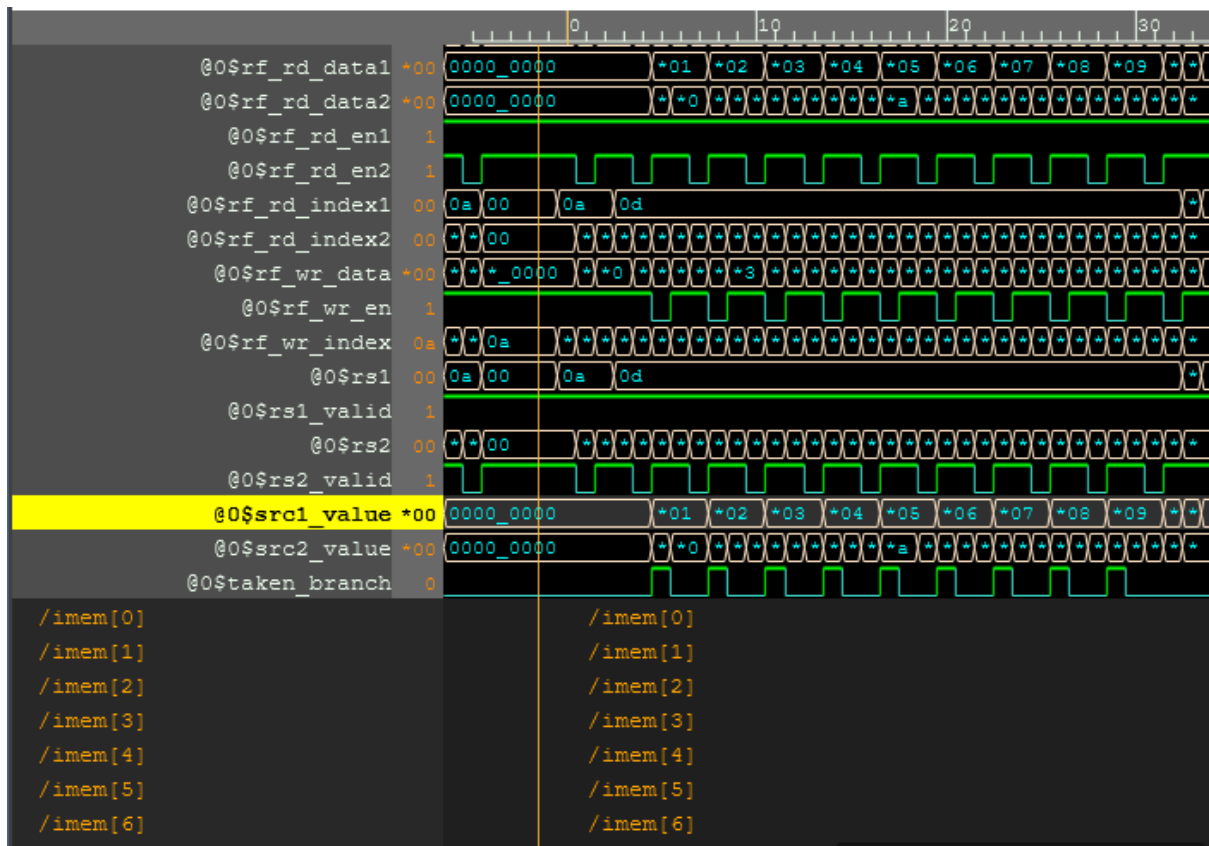 0 10 20 30
@0$rf_rd_data1 *00 0000_0000 *01 *02 *03 *04 *05 *06 *07 *08 *09 * *
@0$rf_rd_data2 *00 0000_0000 * *0 * * * * * * * * * *a * * * * * * * * * * * * * * *
@0$rf_rd_en1 1
@0$rf_rd_en2 1
@0$rf_rd_index1 00 0a 00 0a 0d *
@0$rf_rd_index2 00 * * 00 * * * * * * * * * * * * * * * * * * * * * * * * * * * * * * * * *
@0$rf_wr_data *00 * * *_0000 * *0 * * * * * *3 * * * * * * * * * * * * * * * * * * * * * * *
@0$rf_wr_en 1
@0$rf_wr_index 0a * * 0a * * * * * * * * * * * * * * * * * * * * * * * * * * * * * * * * * *
@0$rs1 00 0a 00 0a 0d *
@0$rs1_valid 1
@0$rs2 00 * * 00 * * * * * * * * * * * * * * * * * * * * * * * * * * * * * * * * *
@0$rs2_valid 1
@0$src1_value *00 0000_0000 *01 *02 *03 *04 *05 *06 *07 *08 *09 * *
@0$src2_value *00 0000_0000 * *0 * * * * * * * * * *a * * * * * * * * * * * * * * *
@0$taken_branch 0
/imem[0] /imem[0]
/imem[1] /imem[1]
/imem[2] /imem[2]
/imem[3] /imem[3]
/imem[4] /imem[4]
/imem[5] /imem[5]
/imem[6] /imem[6]